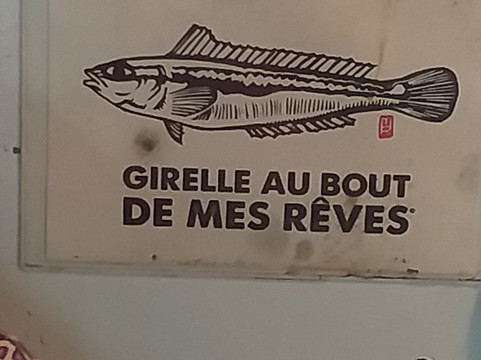 GIRELLE AU BOUT
DE MES RÊVES